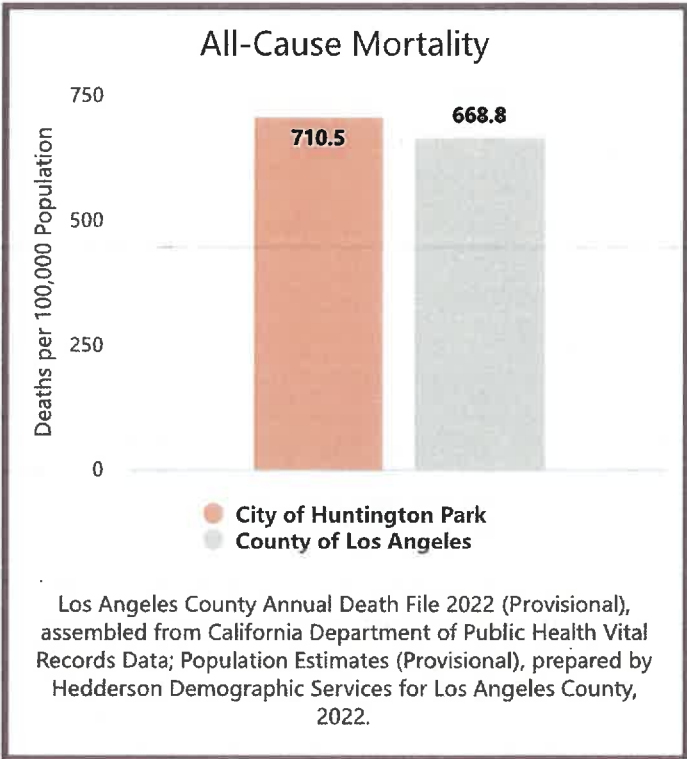 All-Cause Mortality
750
668.8
710.5
500
250
0
Deaths per 100,000 Population
City of Huntington Park
County of Los Angeles
Los Angeles County Annual Death File 2022 (Provisional),
assembled from California Department of Public Health Vital
Records Data; Population Estimates (Provisional), prepared by
Hedderson Demographic Services for Los Angeles County,
2022.